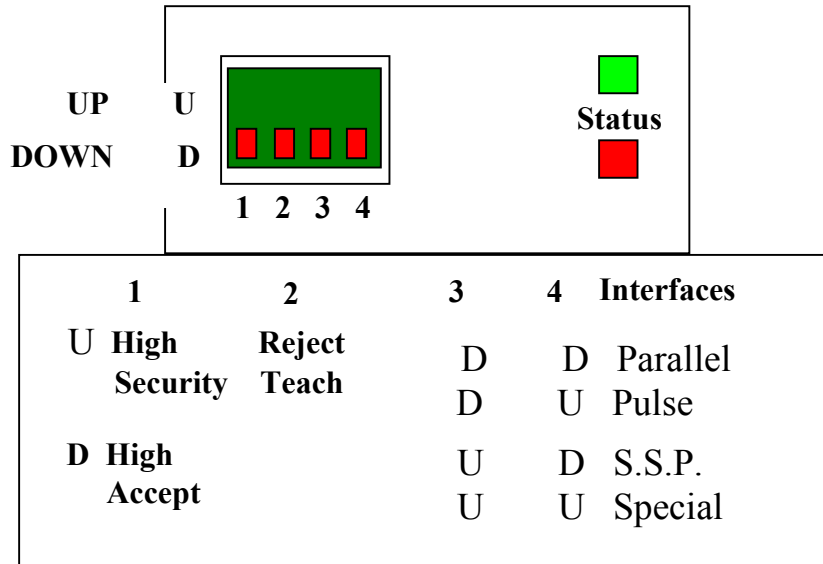 UP U
Status
DOWN D
1 2 3 4
1 2 3 4 Interfaces
U High Reject
Security Teach
D D Parallel
D U Pulse
D High
Accept
U D S.S.P.
U U Special